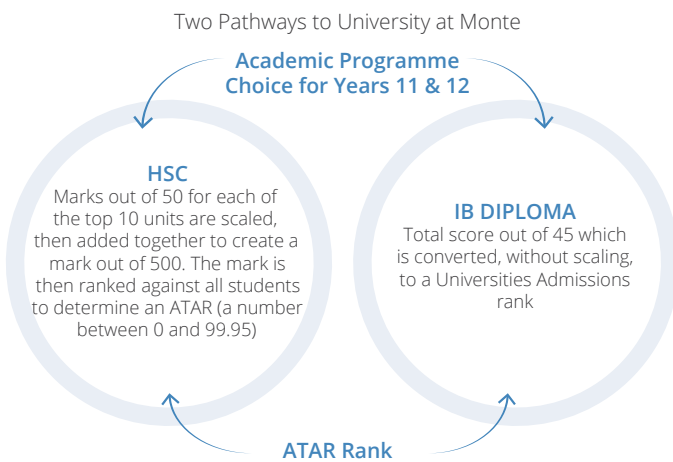 Two Pathways to University at Monte
Academic Programme
Choice for Years 11 & 12
HSC
Marks out of 50 for each of
the top 10 units are scaled,
then added together to create a
mark out of 500. The mark is
then ranked against all students
to determine an ATAR (a number
between 0 and 99.95)
IB DIPLOMA
Total score out of 45 which
is converted, without scaling,
to a Universities Admissions
rank
ATAR Rank